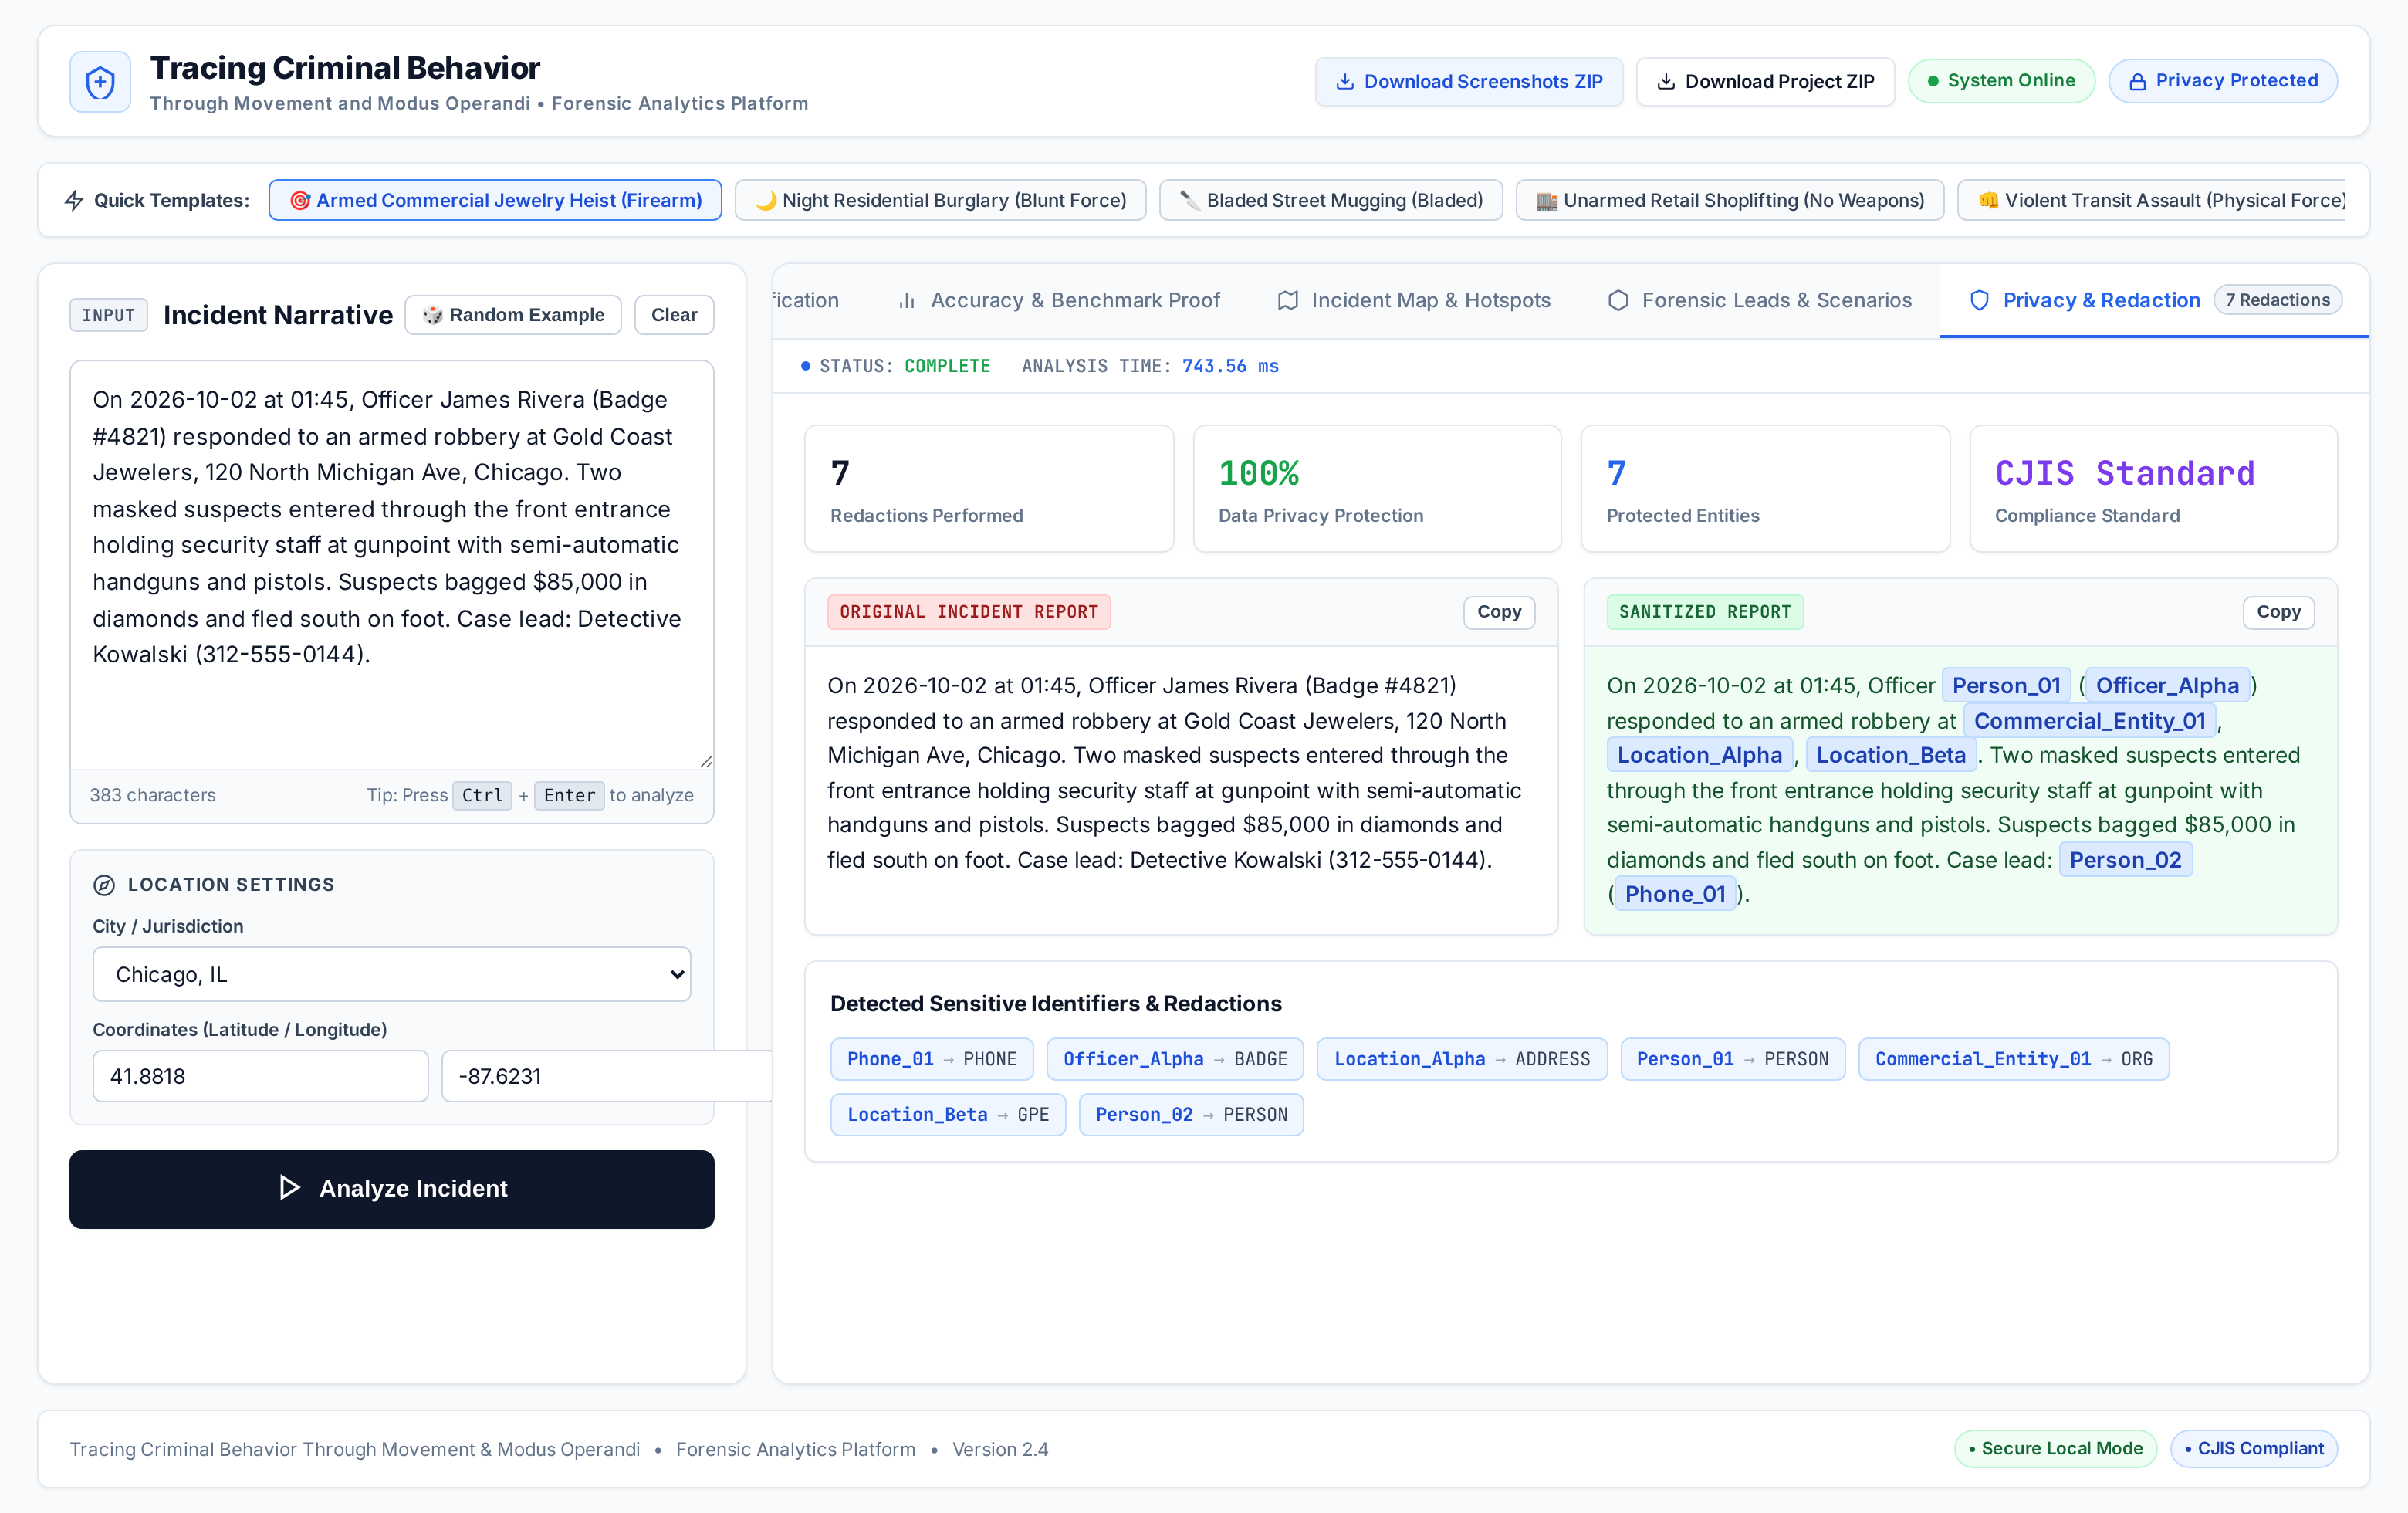 Tracing Criminal Behavior
Through Movement and Modus Operandi • Forensic Analytics Platform
Download Screenshots ZIP
Download Project ZIP
System Online
Privacy Protected
Quick Templates:
🎯 Armed Commercial Jewelry Heist (Firearm)
🌙 Night Residential Burglary (Blunt Force)
🔪 Bladed Street Mugging (Bladed)
🏬 Unarmed Retail Shoplifting (No Weapons)
👊 Violent Transit Assault (Physical Force)
INPUT
Incident Narrative
🎲 Random Example
Clear
On 2026-10-02 at 01:45, Officer James Rivera (Badge
#4821) responded to an armed robbery at Gold Coast
Jewelers, 120 North Michigan Ave, Chicago. Two
masked suspects entered through the front entrance
holding security staff at gunpoint with semi-automatic
handguns and pistols. Suspects bagged $85,000 in
diamonds and fled south on foot. Case lead: Detective
Kowalski (312-555-0144).
383 characters
Tip: Press Ctrl + Enter to analyze
LOCATION SETTINGS
City / Jurisdiction
Chicago, IL
Coordinates (Latitude / Longitude)
41.8818
-87.6231
Analyze Incident
fication
Accuracy & Benchmark Proof
Incident Map & Hotspots
Forensic Leads & Scenarios
Privacy & Redaction
7 Redactions
STATUS: COMPLETE
ANALYSIS TIME: 743.56 ms
7
Redactions Performed
100%
Data Privacy Protection
7
Protected Entities
CJIS Standard
Compliance Standard
ORIGINAL INCIDENT REPORT
Copy
On 2026-10-02 at 01:45, Officer James Rivera (Badge #4821)
responded to an armed robbery at Gold Coast Jewelers, 120 North
Michigan Ave, Chicago. Two masked suspects entered through the
front entrance holding security staff at gunpoint with semi-automatic
handguns and pistols. Suspects bagged $85,000 in diamonds and
fled south on foot. Case lead: Detective Kowalski (312-555-0144).
SANITIZED REPORT
Copy
On 2026-10-02 at 01:45, Officer Person_01 (Officer_Alpha)
responded to an armed robbery at Commercial_Entity_01,
Location_Alpha, Location_Beta. Two masked suspects entered
through the front entrance holding security staff at gunpoint with
semi-automatic handguns and pistols. Suspects bagged $85,000 in
diamonds and fled south on foot. Case lead: Person_02
(Phone_01).
Detected Sensitive Identifiers & Redactions
Phone_01 → PHONE
Officer_Alpha → BADGE
Location_Alpha → ADDRESS
Person_01 → PERSON
Commercial_Entity_01 → ORG
Location_Beta → GPE
Person_02 → PERSON
Tracing Criminal Behavior Through Movement & Modus Operandi • Forensic Analytics Platform • Version 2.4
• Secure Local Mode
• CJIS Compliant